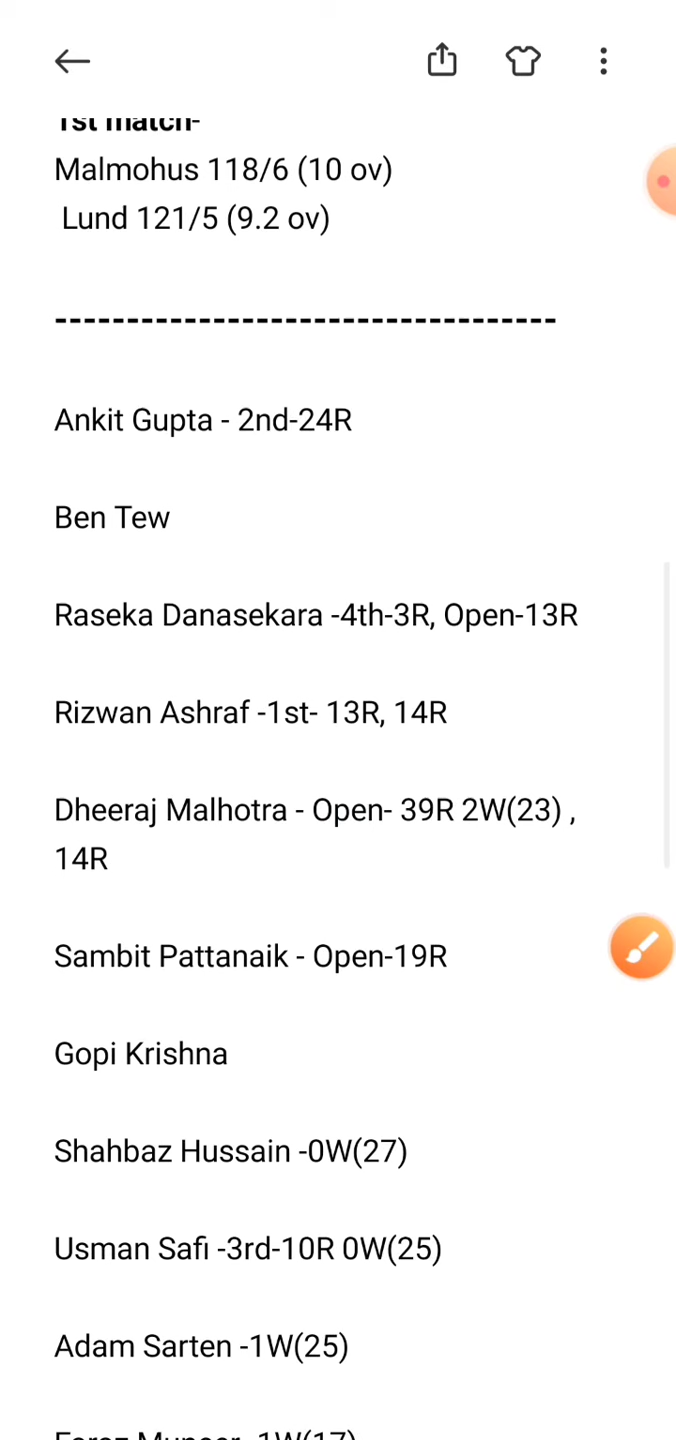 1st match-
Malmohus 118/6 (10 ov)
Lund 121/5 (9.2 ov)
-----------------------------------
Ankit Gupta - 2nd-24R
Ben Tew
Raseka Danasekara -4th-3R, Open-13R
Rizwan Ashraf -1st- 13R, 14R
Dheeraj Malhotra - Open- 39R 2W(23) ,
14R
Sambit Pattanaik - Open-19R
Gopi Krishna
Shahbaz Hussain -0W(27)
Usman Safi -3rd-10R 0W(25)
Adam Sarten -1W(25)